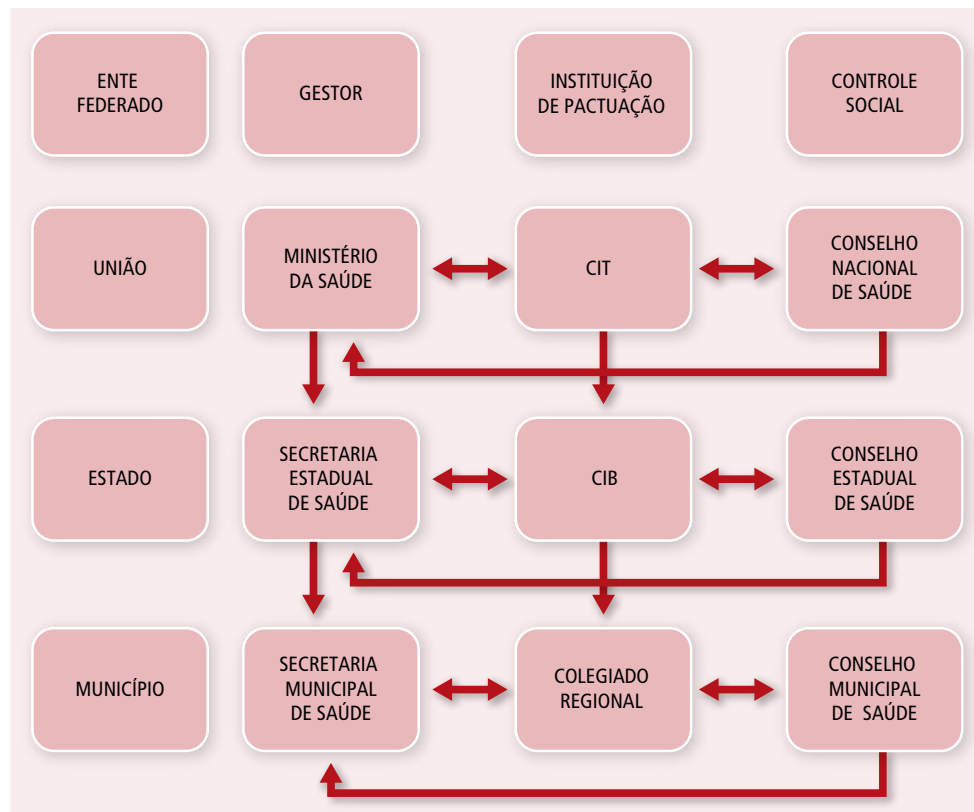 ENTE
FEDERADO
GESTOR
INSTITUIÇÃO
DE PACTUAÇÃO
CONTROLE
SOCIAL
UNIÃO
MINISTÉRIO
DA SAÚDE
CIT
CONSELHO
NACIONAL
DE SAÚDE
ESTADO
SECRETARIA
ESTADUAL
DE SAÚDE
CIB
CONSELHO
ESTADUAL
DE SAÚDE
MUNICÍPIO
SECRETARIA
MUNICIPAL
DE SAÚDE
COLEGIADO
REGIONAL
CONSELHO
MUNICIPAL
DE SAÚDE